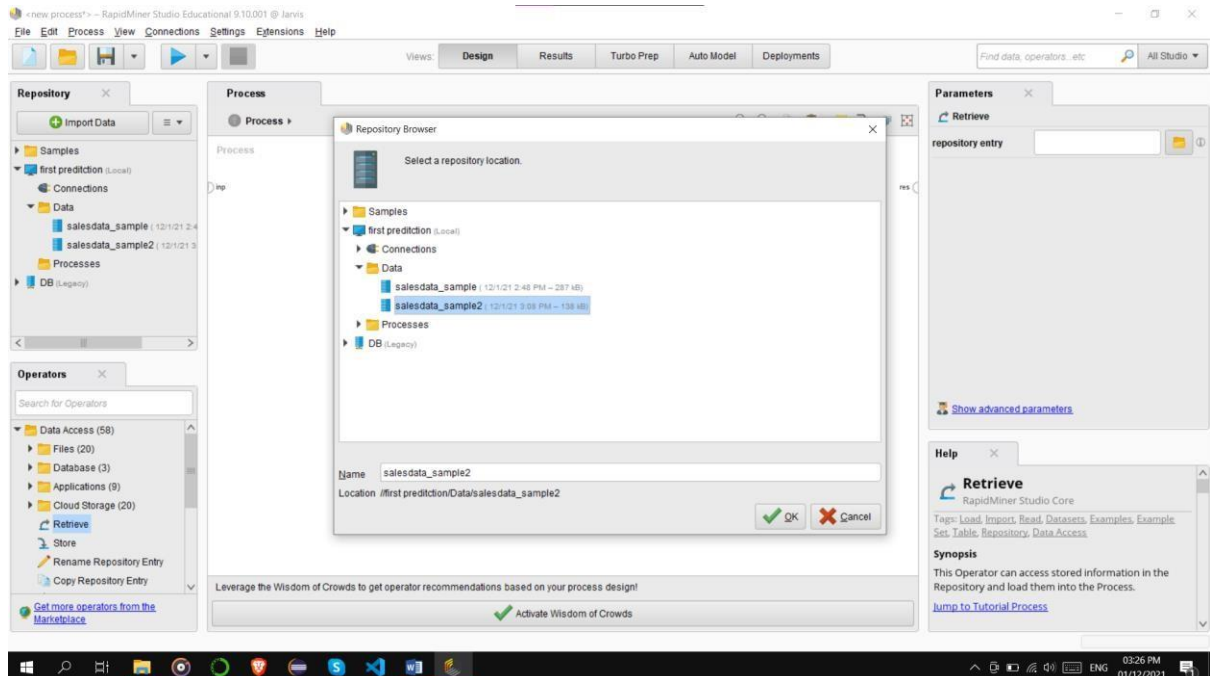 <new process*> – RapidMiner Studio Educational 9.10.001 @ Jarvis
File Edit Process View Connections Settings Extensions Help
Views: Design Results Turbo Prep Auto Model Deployments
Find data, operators...etc All Studio
Repository
Import Data
Samples
first preditction (Local)
Connections
Data
salesdata_sample ( 12/1/21 2:4
salesdata_sample2 ( 12/1/21 3
Processes
DB (Legacy)
Operators
Search for Operators
Data Access (58)
Files (20)
Database (3)
Applications (9)
Cloud Storage (20)
Retrieve
Store
Rename Repository Entry
Copy Repository Entry
Get more operators from the
Marketplace
Process
Process
Process
inp
res
Repository Browser
Select a repository location.
Samples
first preditction (Local)
Connections
Data
salesdata_sample ( 12/1/21 2:48 PM – 287 kB)
salesdata_sample2 ( 12/1/21 3:08 PM – 138 kB)
Processes
DB (Legacy)
Name salesdata_sample2
Location //first preditction/Data/salesdata_sample2
OK Cancel
Leverage the Wisdom of Crowds to get operator recommendations based on your process design!
Activate Wisdom of Crowds
Parameters
Retrieve
repository entry
Show advanced parameters
Help
Retrieve
RapidMiner Studio Core
Tags: Load, Import, Read, Datasets, Examples, Example
Set, Table, Repository, Data Access
Synopsis
This Operator can access stored information in the
Repository and load them into the Process.
Jump to Tutorial Process
ENG
03:26 PM
01/12/2021